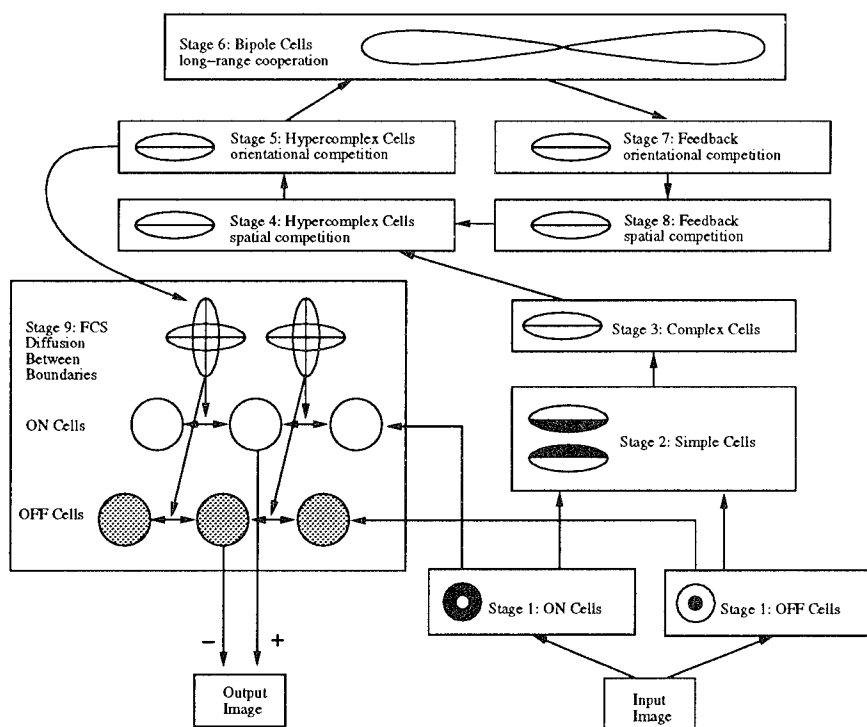 Stage 6: Bipole Cells
long-range cooperation
Stage 5: Hypercomplex Cells
orientational competition
Stage 7: Feedback
orientational competition
Stage 4: Hypercomplex Cells
spatial competition
Stage 8: Feedback
spatial competition
Stage 9: FCS
Diffusion
Between
Boundaries
Stage 3: Complex Cells
ON Cells
Stage 2: Simple Cells
OFF Cells
Stage 1: ON Cells
Stage 1: OFF Cells
− +
Output
Image
Input
Image